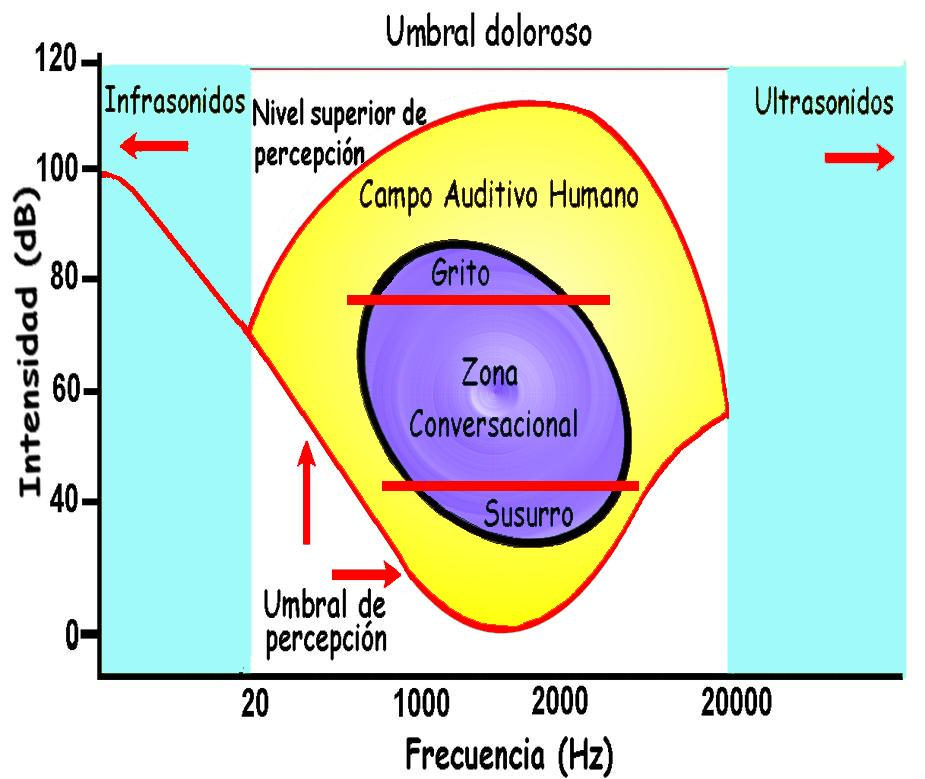 Umbral doloroso
120
Infrasonidos
Nivel superior de
percepción
Ultrasonidos
100
Campo Auditivo Humano
80
Grito
60
Zona
Conversacional
40
Susurro
Umbral de
percepción
0
Intensidad (dB)
20
1000
2000
20000
Frecuencia (Hz)